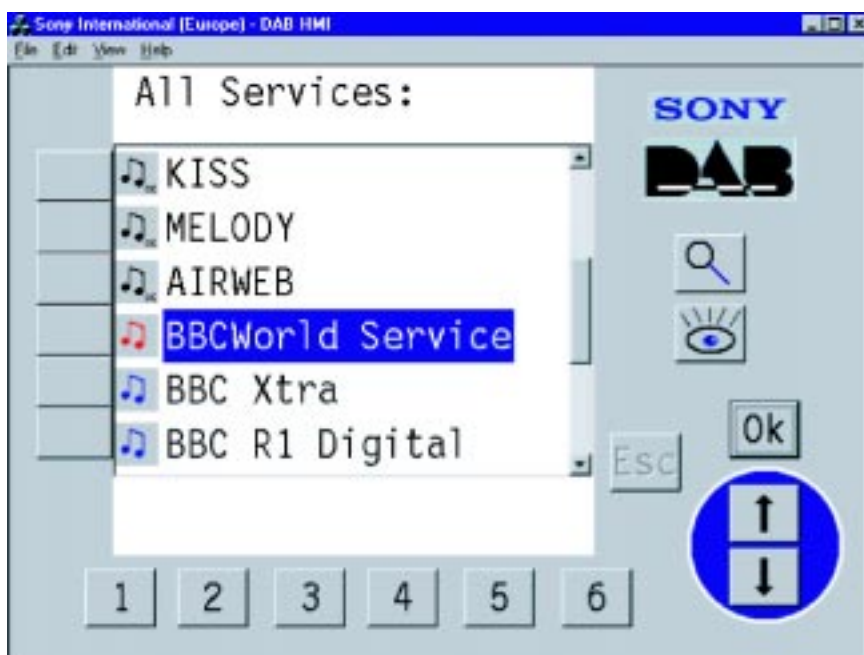 Sony International (Europe) - DAB HMI
File Edit View Help
All Services:
SONY
DAB
KISS
MELODY
AIRWEB
BBCWorld Service
BBC Xtra
BBC R1 Digital
Ok
Esc
1 2 3 4 5 6